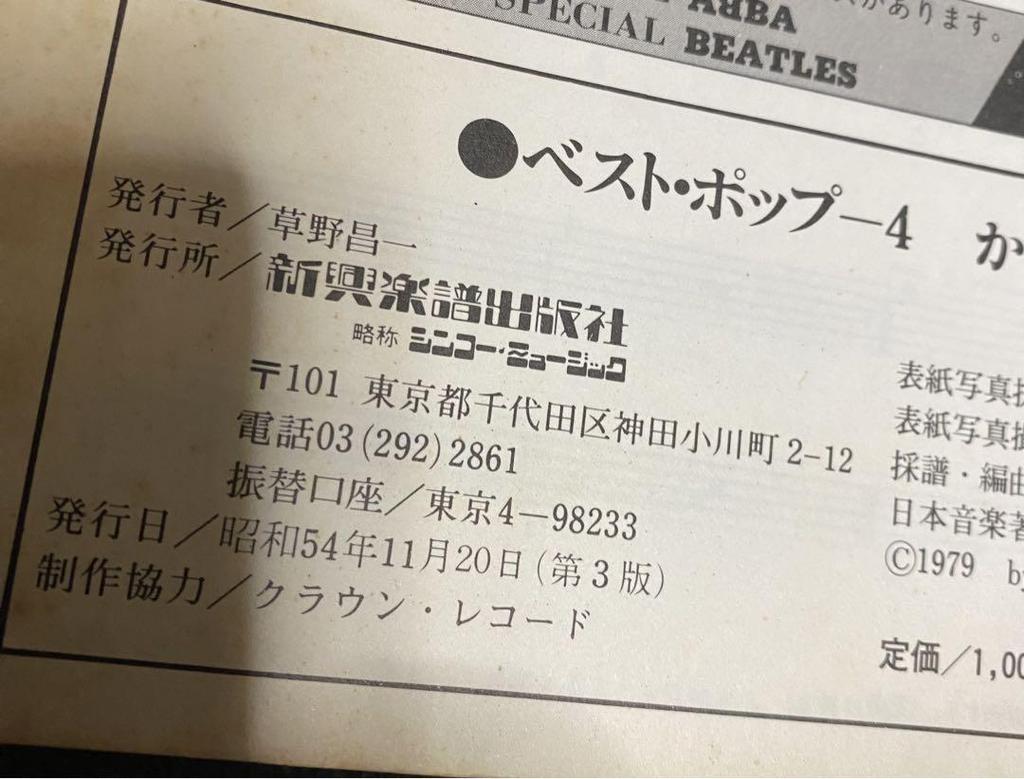 ABBA
があります。
SPECIAL BEATLES
●ベスト・ポップ-4 か
発行者／草野昌一
発行所／新興楽譜出版社
略称 シンコー・ミュージック
〒101 東京都千代田区神田小川町2-12
電話03(292)2861
振替口座／東京4-98233
発行日／昭和54年11月20日(第3版)
制作協力／クラウン・レコード
表紙写真
表紙写真
採譜・編曲
日本音楽著
©1979 by
定価／1,00